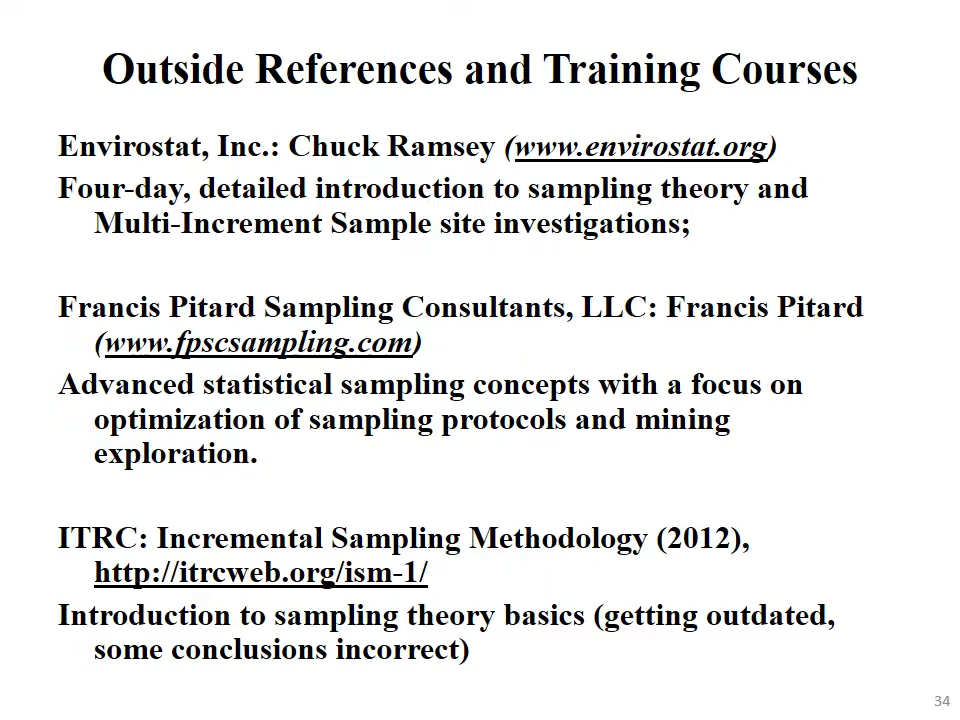 Outside References and Training Courses
Envirostat, Inc.: Chuck Ramsey (www.envirostat.org)
Four-day, detailed introduction to sampling theory and
Multi-Increment Sample site investigations;
Francis Pitard Sampling Consultants, LLC: Francis Pitard
(www.fpscsampling.com)
Advanced statistical sampling concepts with a focus on
optimization of sampling protocols and mining
exploration.
ITRC: Incremental Sampling Methodology (2012),
http://itrcweb.org/ism-1/
Introduction to sampling theory basics (getting outdated,
some conclusions incorrect)
34